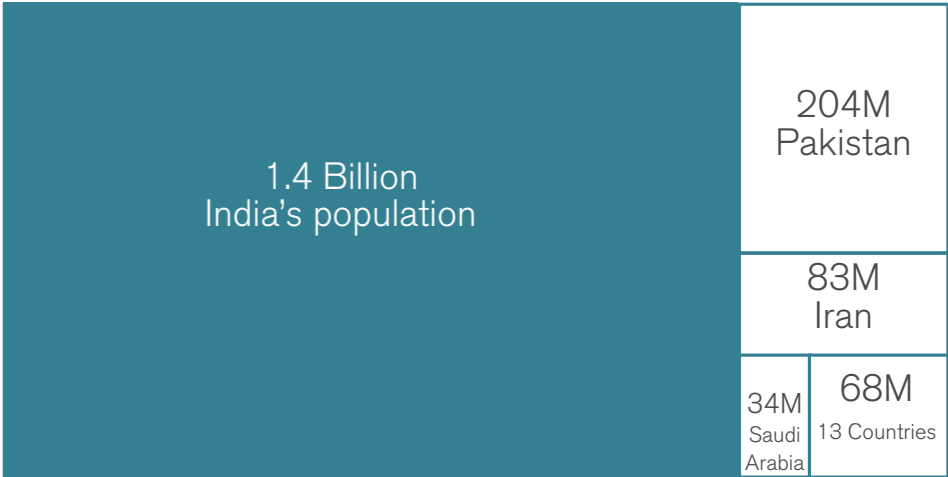 1.4 Billion
India’s population
204M
Pakistan
83M
Iran
34M
Saudi
Arabia
68M
13 Countries